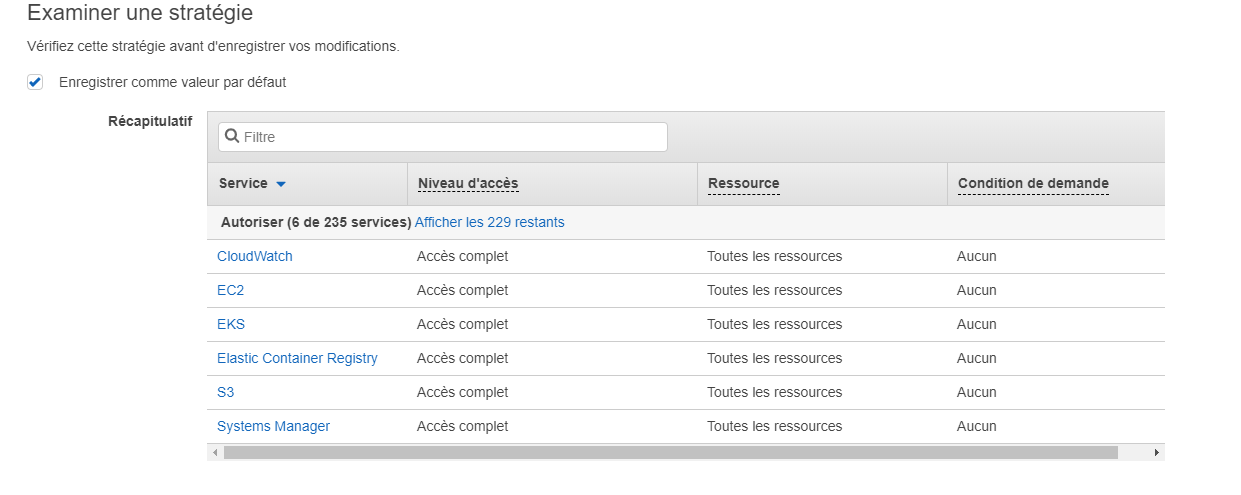 Examiner une stratégie
Vérifiez cette stratégie avant d'enregistrer vos modifications.
Enregistrer comme valeur par défaut
Récapitulatif
Filtre
Service Niveau d'accès Ressource Condition de demande
Autoriser (6 de 235 services) Afficher les 229 restants
CloudWatch Accès complet Toutes les ressources Aucun
EC2 Accès complet Toutes les ressources Aucun
EKS Accès complet Toutes les ressources Aucun
Elastic Container Registry Accès complet Toutes les ressources Aucun
S3 Accès complet Toutes les ressources Aucun
Systems Manager Accès complet Toutes les ressources Aucun